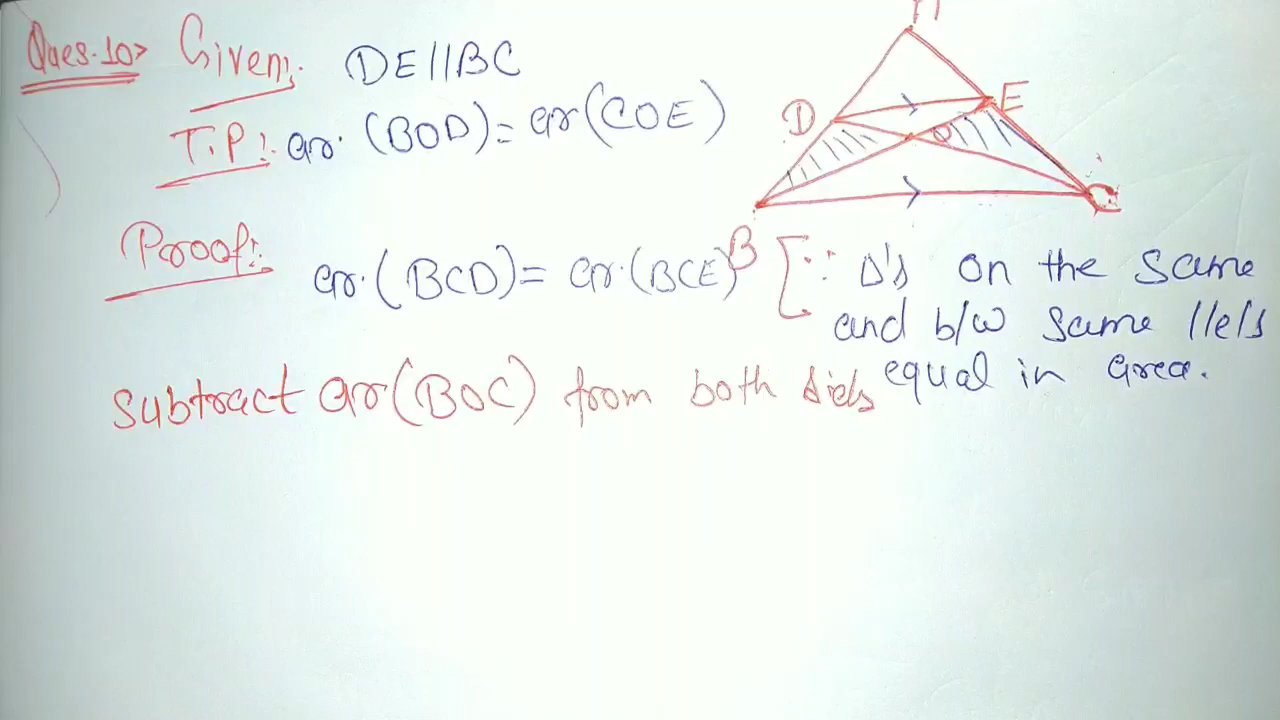 Ques.10> Given:- DE||BC
T.P:- ar.(BOD)= ar(COE)
A
D
E
O
B
C
Proof:- ar.(BCD)= ar.(BCE) [∵ Δ's on the same
and b/w same ||e/s
equal in area.
Subtract ar(BOC) from both sides